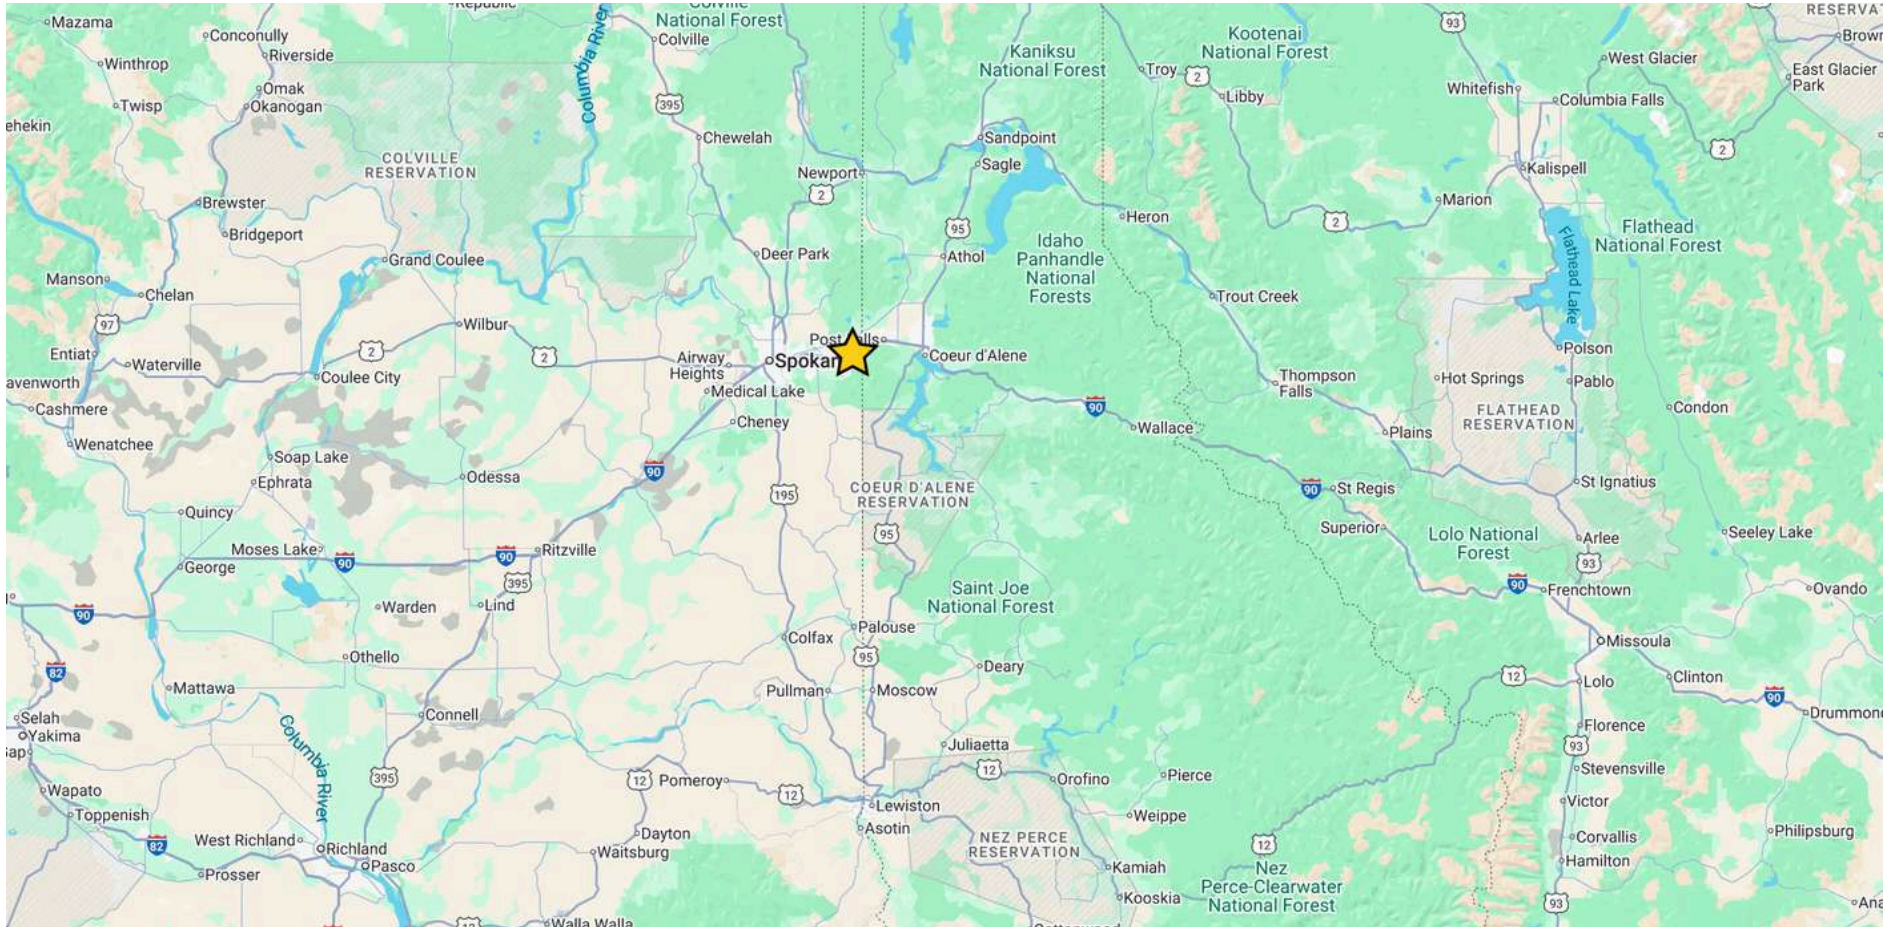 Mazama
Republic
Colville
National Forest
Conconully
Riverside
Colville
Winthrop
Omak
Okanogan
Twisp
ehekin
Columbia River
395
Chewelah
COLVILLE
RESERVATION
Kaniksu
National Forest
Kootenai
National Forest
93
RESERVA
Brown
West Glacier
East Glacier
Park
Troy
2
Libby
Whitefish
Columbia Falls
2
Sandpoint
Sagle
Newport
2
Kalispell
Brewster
Bridgeport
Marion
2
Heron
95
Flathead
National Forest
Flathead Lake
Idaho
Panhandle
National
Forests
Athol
Deer Park
Grand Coulee
Manson
Chelan
97
Trout Creek
Wilbur
2
2
Entiat
Waterville
Coulee City
avenworth
Cashmere
Wenatchee
Airway
Heights
Spokan
Post
alls
Coeur d'Alene
Medical Lake
Cheney
90
Wallace
Thompson
Falls
Polson
Hot Springs
Pablo
FLATHEAD
RESERVATION
Condon
Plains
Soap Lake
Ephrata
Odessa
90
195
COEUR D'ALENE
RESERVATION
95
90
St Regis
St Ignatius
Quincy
Superior
Lolo National
Forest
Arlee
93
Seeley Lake
Moses Lake
George
90
90
395
Ritzville
90
Warden
Lind
Saint Joe
National Forest
90
Frenchtown
Ovando
Palouse
Colfax
95
Missoula
82
Othello
Deary
12
Lolo
Clinton
90
Drummond
Mattawa
Pullman
Moscow
Selah
Yakima
Gap
Connell
Columbia River
Florence
93
Juliaetta
12
Orofino
Pierce
Stevensville
395
12
Pomeroy
12
Wapato
Toppenish
Lewiston
Asotin
Weippe
Victor
82
West Richland
Richland
Pasco
Prosser
Dayton
Waitsburg
NEZ PERCE
RESERVATION
12
Corvallis
Hamilton
Philipsburg
Kamiah
Nez
Perce-Clearwater
National Forest
Kooskia
93
Ana
12
Walla Walla
Cottonwood